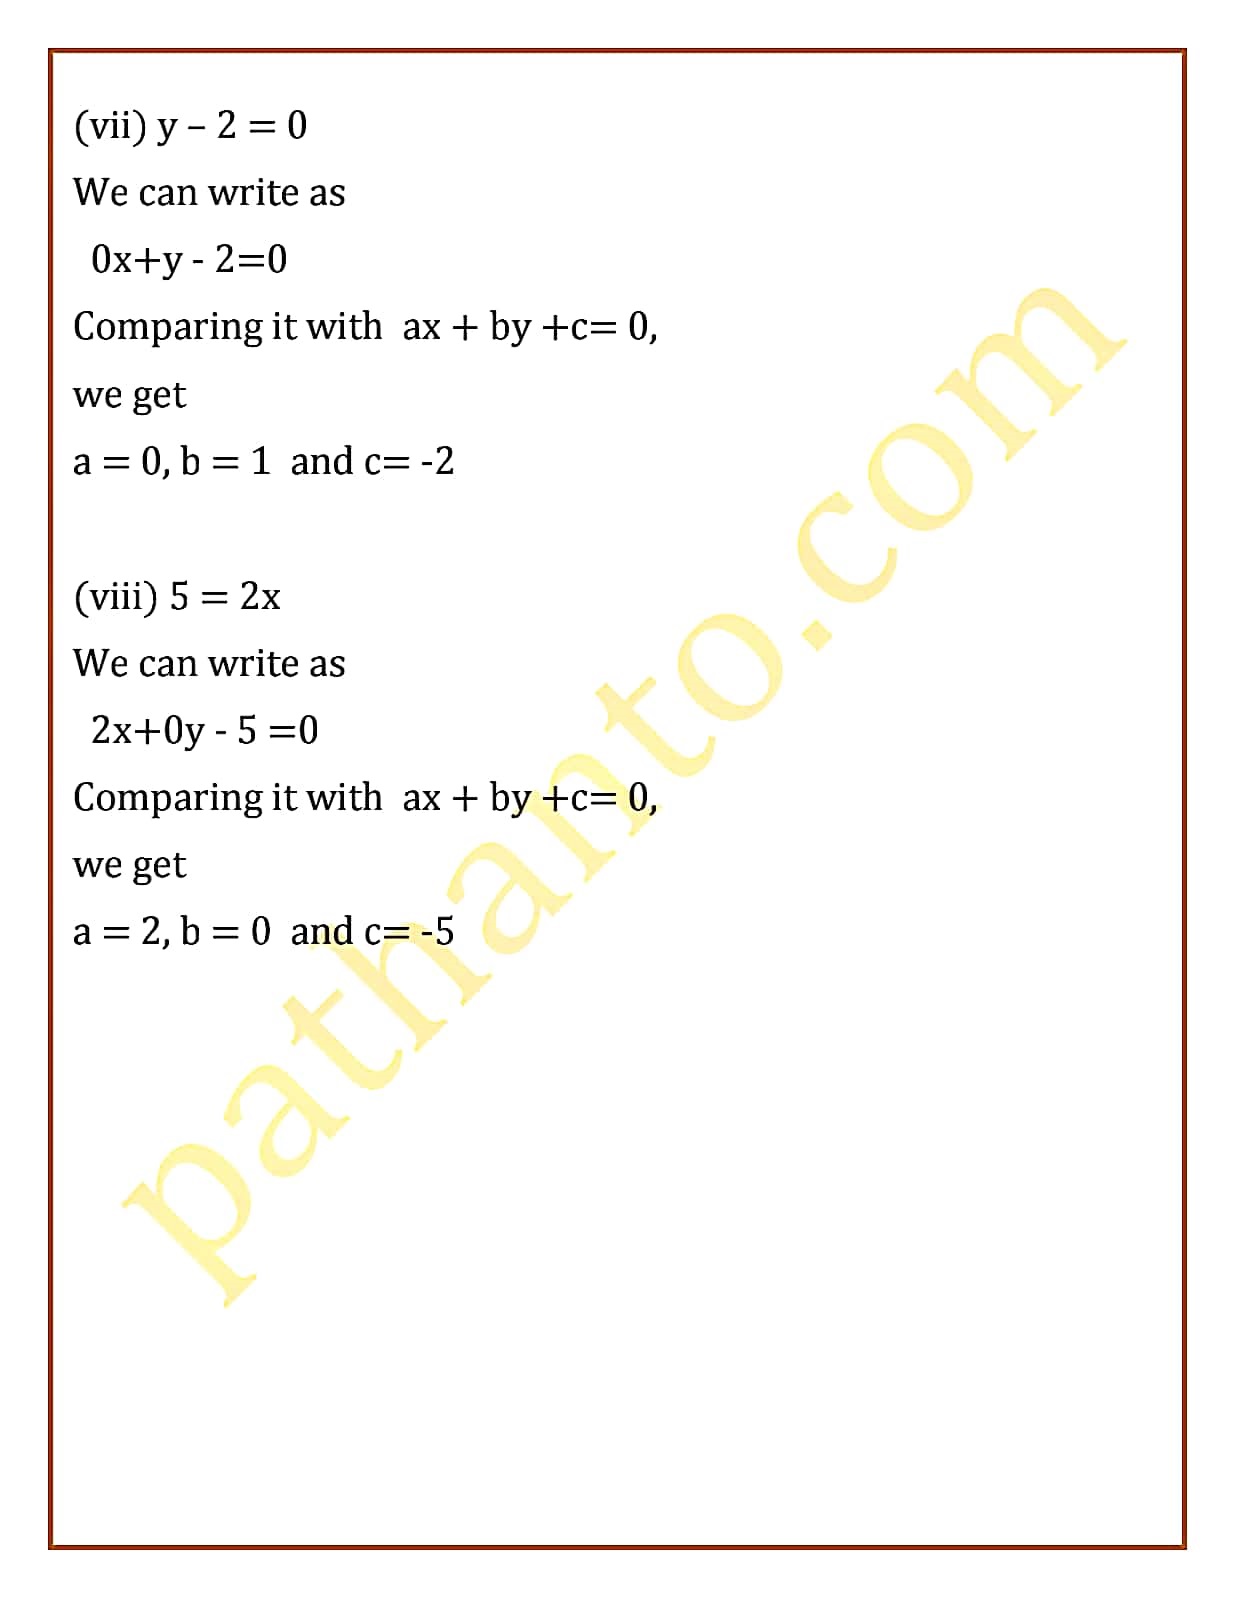 (vii) y – 2 = 0
We can write as
0x+y - 2=0
Comparing it with  ax + by +c= 0,
we get
a = 0, b = 1  and c= -2
(viii) 5 = 2x
We can write as
2x+0y - 5 =0
Comparing it with  ax + by +c= 0,
we get
a = 2, b = 0  and c= -5
pathanto.com